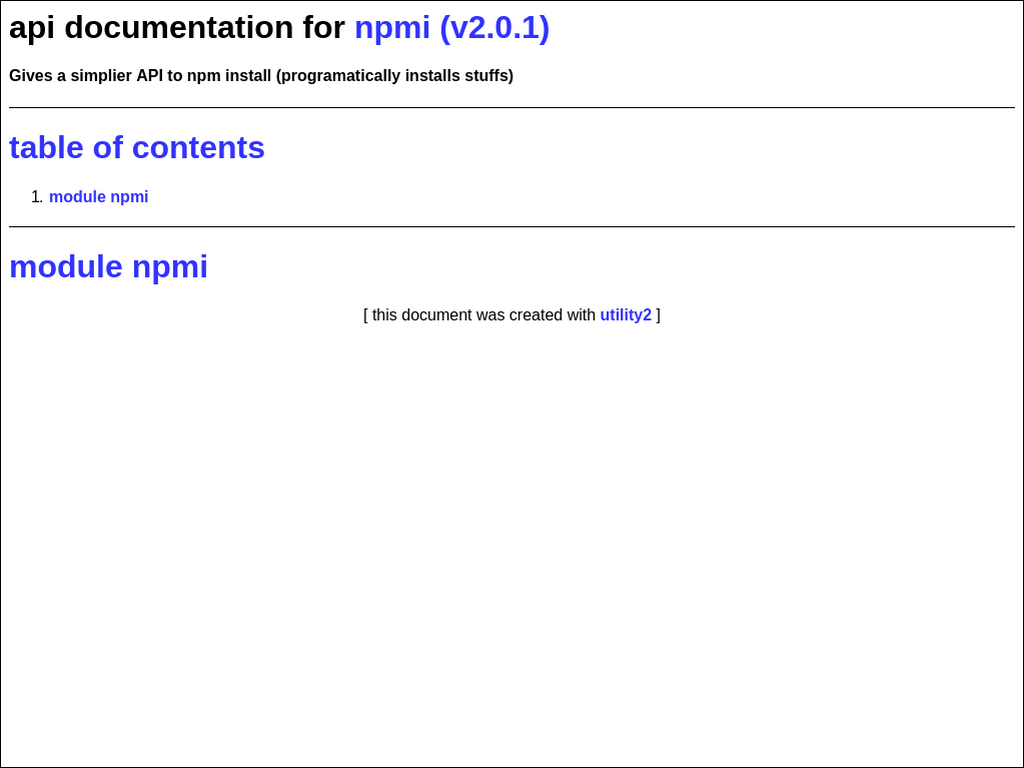 api documentation for npmi (v2.0.1)
Gives a simplier API to npm install (programatically installs stuffs)
table of contents
1. module npmi
module npmi
[ this document was created with utility2 ]